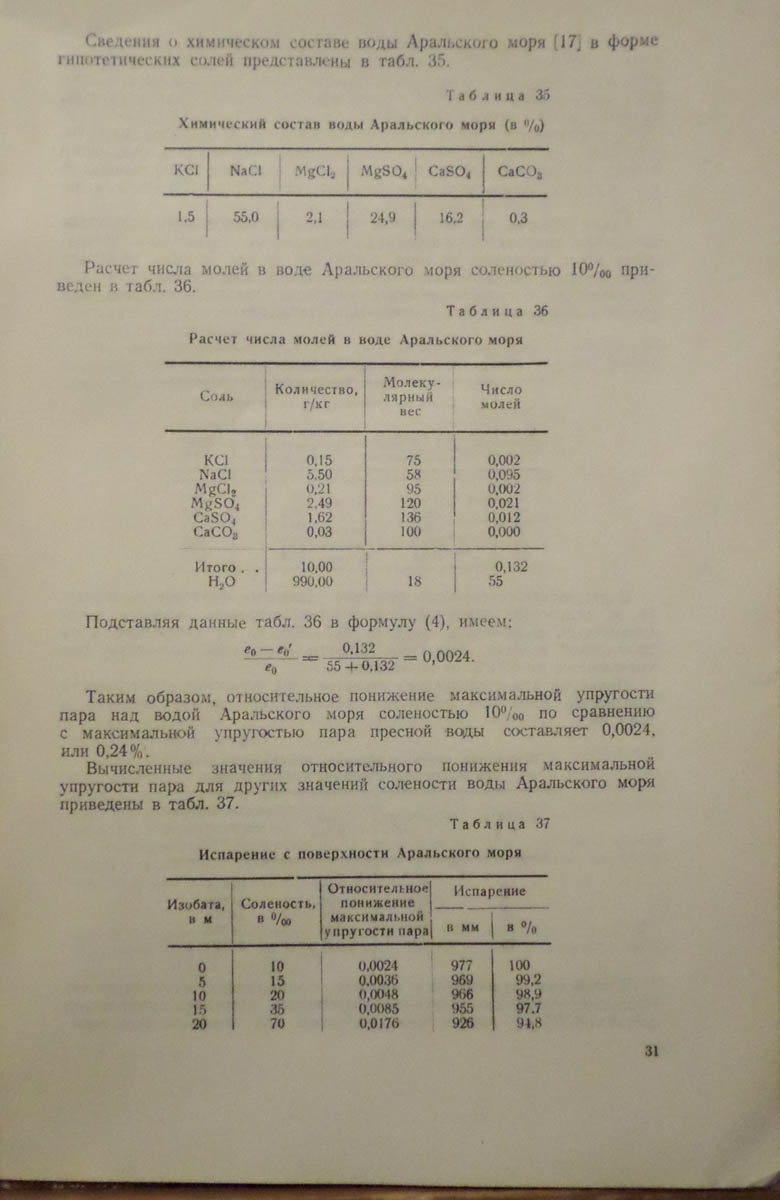 Сведения о химическом составе воды Аральского моря [17] в форме
гипотетических солей представлены в табл. 35.
Таблица 35
Химический состав воды Аральского моря (в %)
KCl NaCl MgCl₂ MgSO₄ CaSO₄ CaCO₃
1,5 55,0 2,1 24,9 16,2 0,3
Расчет числа молей в воде Аральского моря соленостью 10‰ при-
веден в табл. 36.
Таблица 36
Расчет числа молей в воде Аральского моря
Соль Количество, г/кг Молеку-лярный вес Число молей
KCl 0,15 75 0,002
NaCl 5,50 58 0,095
MgCl₂ 0,21 95 0,002
MgSO₄ 2,49 120 0,021
CaSO₄ 1,62 136 0,012
CaCO₃ 0,03 100 0,000
Итого . . 10,00 0,132
H₂O 990,00 18 55
Подставляя данные табл. 36 в формулу (4), имеем:
(e₀ — e₀′) / e₀ = 0,132 / (55 + 0,132) = 0,0024.
Таким образом, относительное понижение максимальной упругости
пара над водой Аральского моря соленостью 10‰ по сравнению
с максимальной упругостью пара пресной воды составляет 0,0024,
или 0,24%.
Вычисленные значения относительного понижения максимальной
упругости пара для других значений солености воды Аральского моря
приведены в табл. 37.
Таблица 37
Испарение с поверхности Аральского моря
Изобата, в м Соленость, в ‰ Относительное понижение максимальной упругости пара Испарение
в мм в %
0 10 0,0024 977 100
5 15 0,0036 969 99,2
10 20 0,0048 966 98,9
15 35 0,0085 955 97,7
20 70 0,0176 926 94,8
31